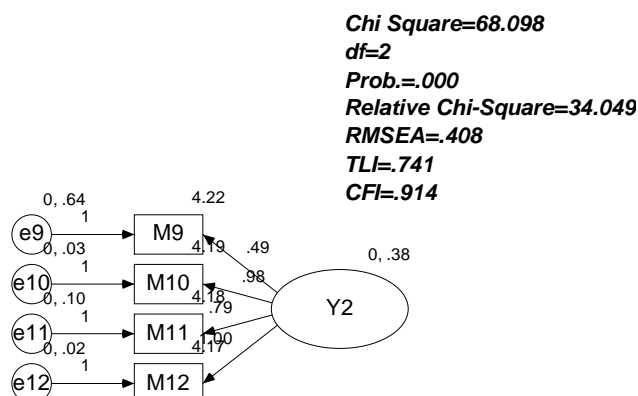 Chi Square=68.098
df=2
Prob.=.000
Relative Chi-Square=34.049
RMSEA=.408
TLI=.741
CFI=.914
0, .64
4.22
1
e9
M9
.49
0, .03
4.19
0, .38
1
.98
e10
M10
Y2
0, .10
4.18
1
.79
e11
M11
0, .02
1.00
4.17
1
e12
M12